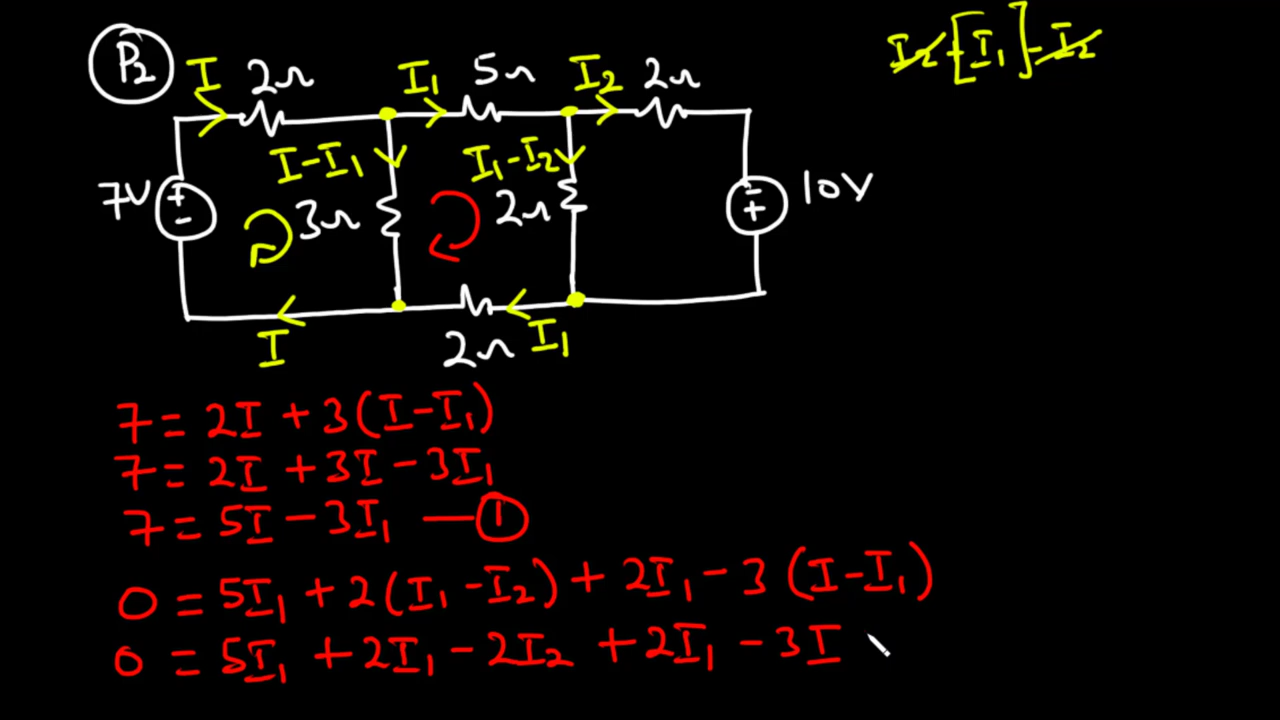 P2
I 2Ω I₁ 5Ω I₂ 2Ω
I₂ + [I₁] - I₂
I-I₁ I₁-I₂
7V + - 3Ω 2Ω - + 10V
I 2Ω I₁
7 = 2I + 3(I-I₁)
7 = 2I + 3I - 3I₁
7 = 5I - 3I₁ — ①
0 = 5I₁ + 2(I₁-I₂) + 2I₁ - 3(I-I₁)
0 = 5I₁ + 2I₁ - 2I₂ + 2I₁ - 3I